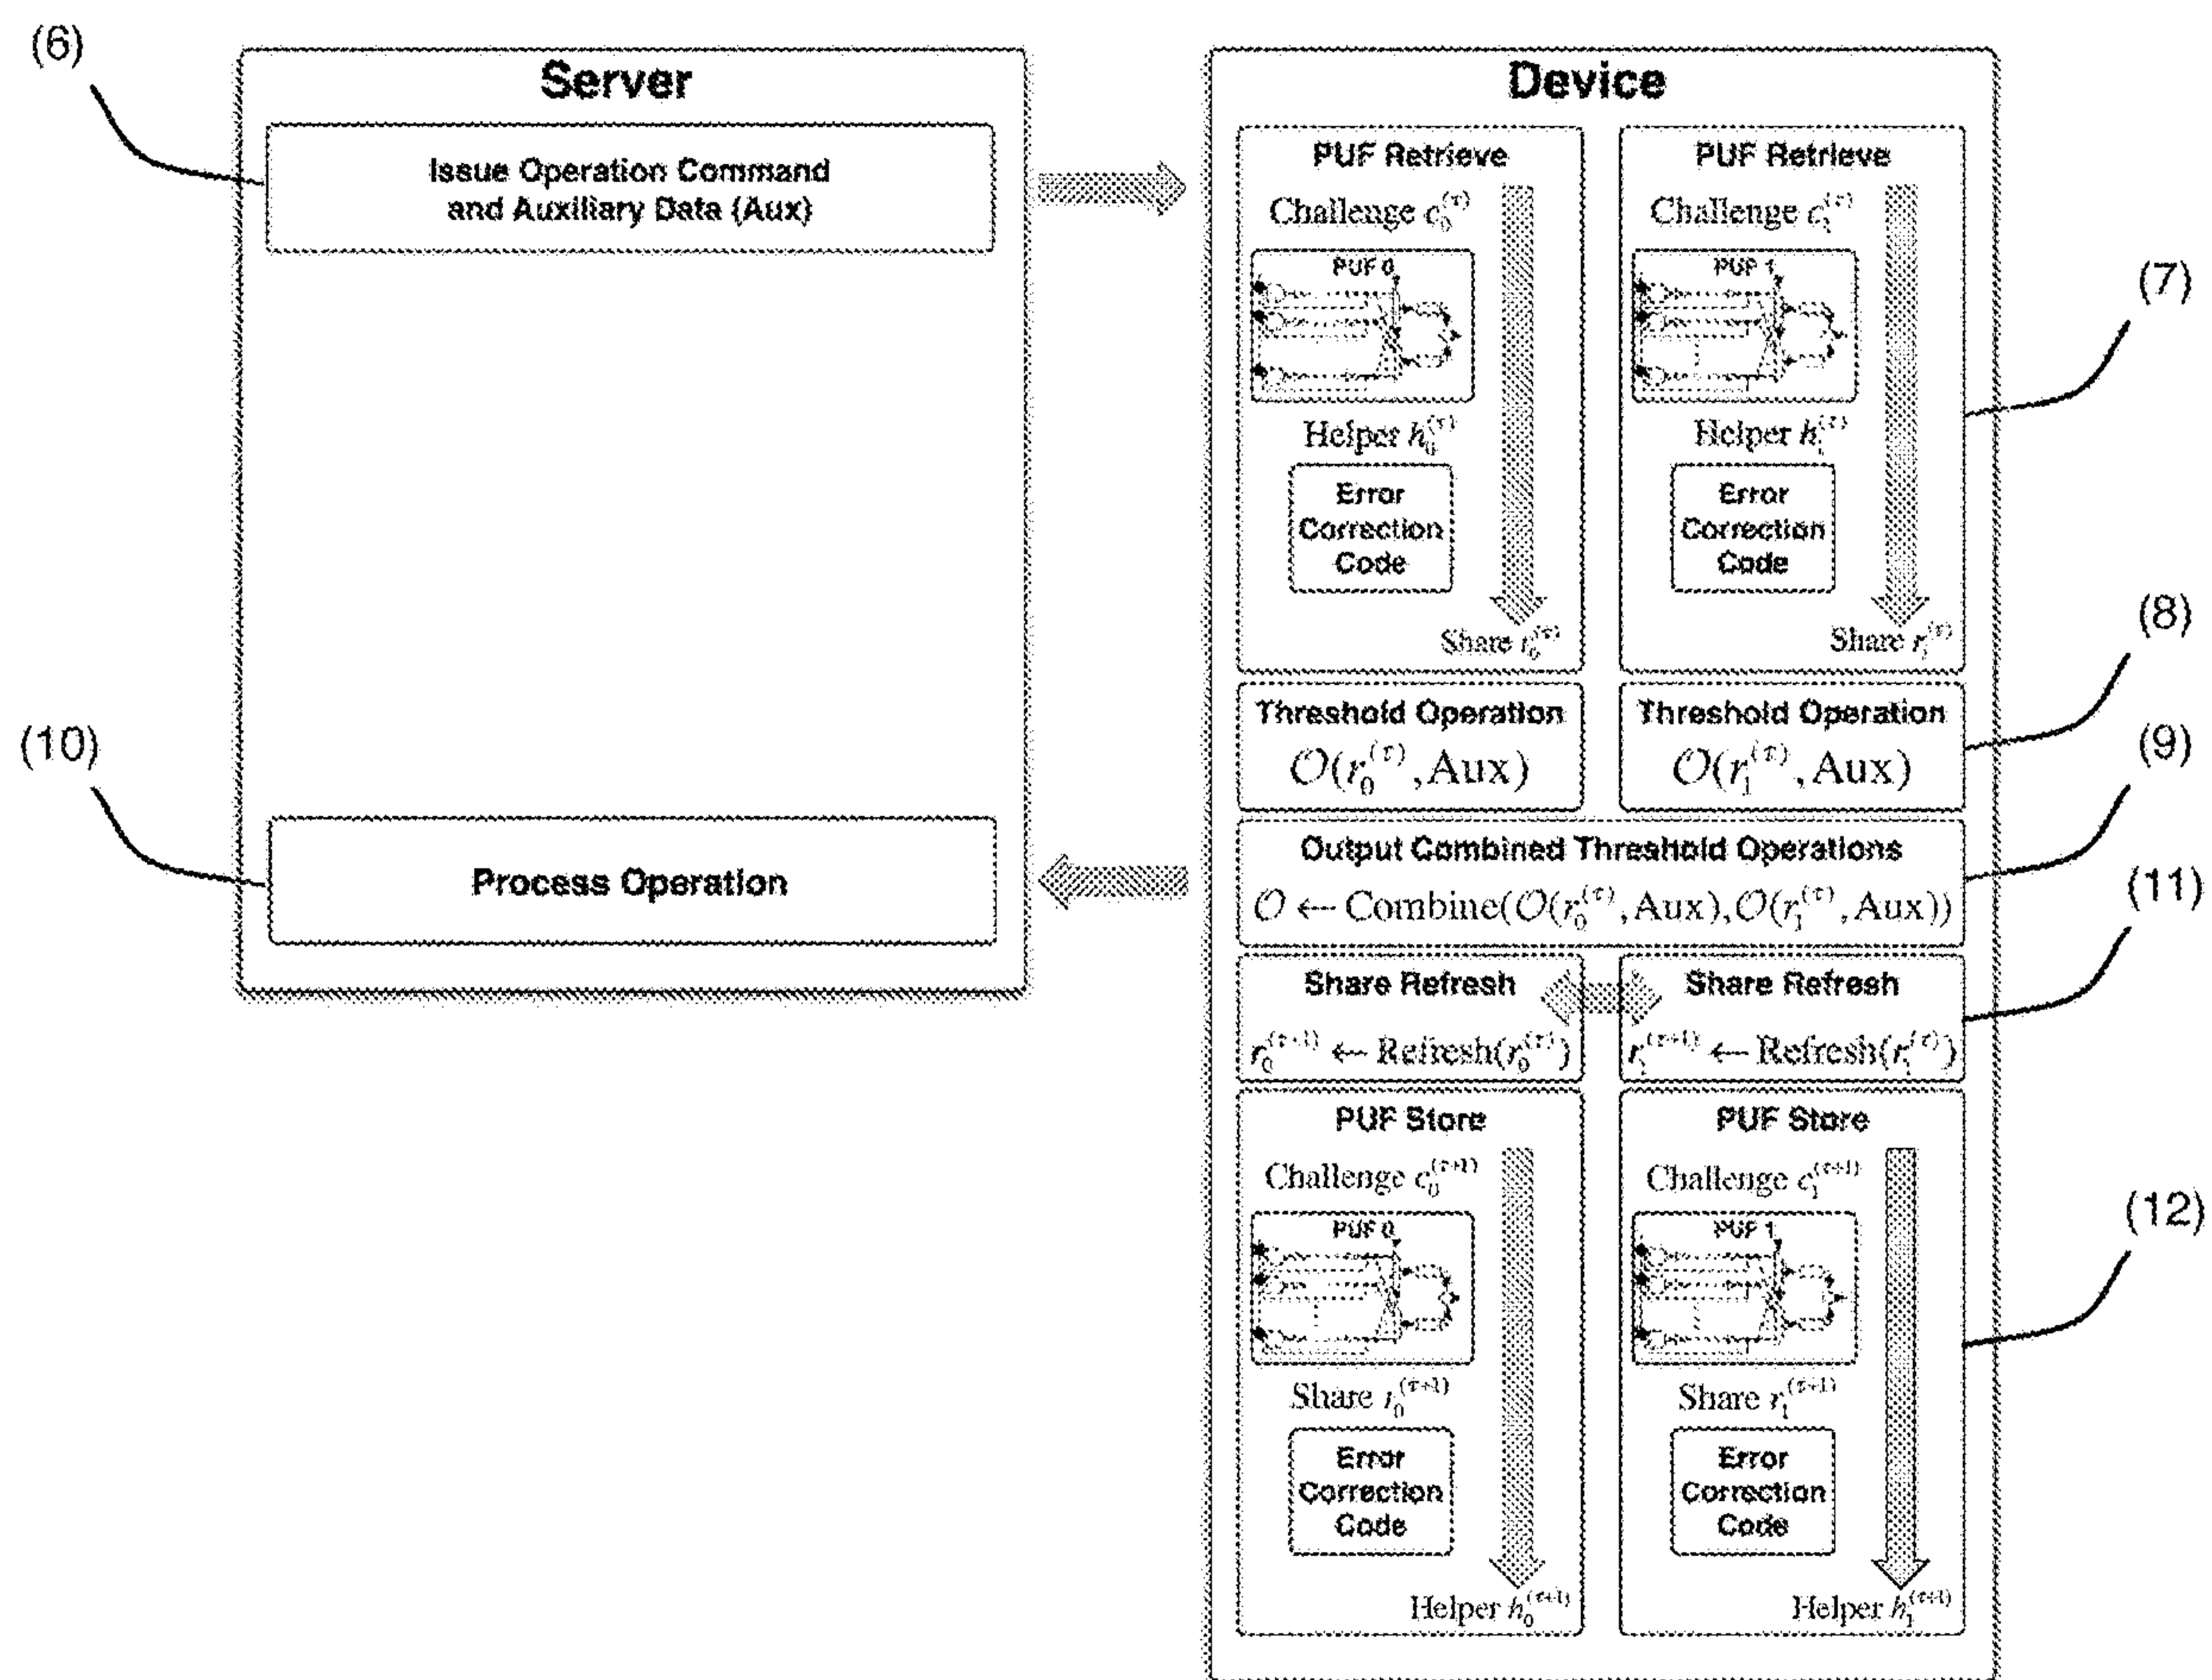 (6)
Server
Issue Operation Command
and Auxiliary Data (Aux)
(10)
Process Operation
Device
PUF Retrieve
Challenge c₀^(τ)
PUF 0
Helper h₀^(τ)
Error
Correction
Code
Share r₀^(τ)
PUF Retrieve
Challenge c₁^(τ)
PUF 1
Helper h₁^(τ)
Error
Correction
Code
Share r₁^(τ)
(7)
Threshold Operation
𝒪(r₀^(τ), Aux)
Threshold Operation
𝒪(r₁^(τ), Aux)
(8)
Output Combined Threshold Operations
𝒪 ← Combine(𝒪(r₀^(τ), Aux), 𝒪(r₁^(τ), Aux))
(9)
Share Refresh
r₀^(τ+1) ← Refresh(r₀^(τ))
Share Refresh
r₁^(τ+1) ← Refresh(r₁^(τ))
(11)
PUF Store
Challenge c₀^(τ+1)
PUF 0
Share r₀^(τ+1)
Error
Correction
Code
Helper h₀^(τ+1)
PUF Store
Challenge c₁^(τ+1)
PUF 1
Share r₁^(τ+1)
Error
Correction
Code
Helper h₁^(τ+1)
(12)